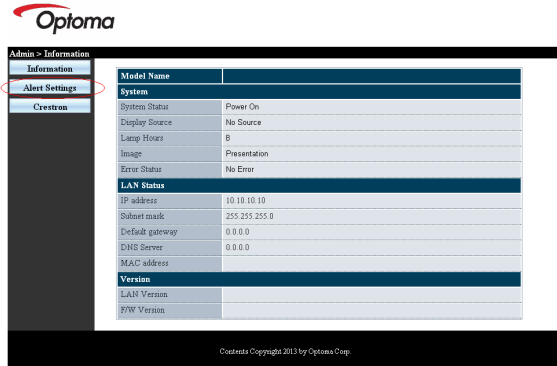 Optoma
Admin > Information
Information
Alert Settings
Crestron
Model Name
System
System Status Power On
Display Source No Source
Lamp Hours B
Image Presentation
Error Status No Error
LAN Status
IP address 10.10.10.10
Subnet mask 255.255.255.0
Default gateway 0.0.0.0
DNS Server 0.0.0.0
MAC address
Version
LAN Version
F/W Version
Contents Copyright 2013 by Optoma Corp.